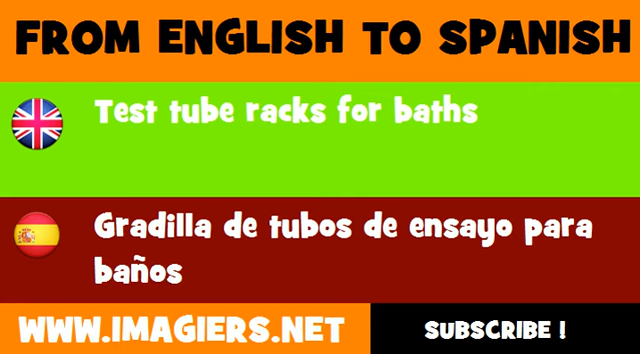 FROM ENGLISH TO SPANISH
Test tube racks for baths
Gradilla de tubos de ensayo para
baños
WWW.IMAGIERS.NET
SUBSCRIBE !